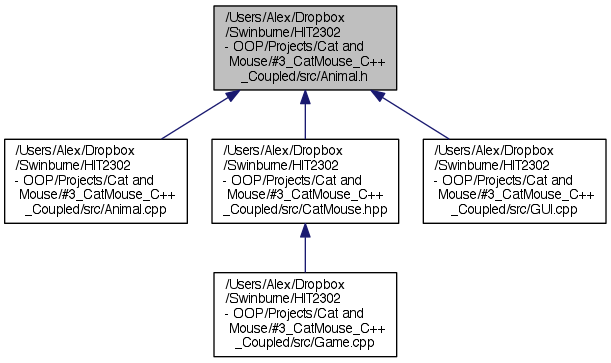 /Users/Alex/Dropbox
/Swinburne/HIT2302
- OOP/Projects/Cat and
Mouse/#3_CatMouse_C++
_Coupled/src/Animal.h
/Users/Alex/Dropbox
/Swinburne/HIT2302
- OOP/Projects/Cat and
Mouse/#3_CatMouse_C++
_Coupled/src/Animal.cpp
/Users/Alex/Dropbox
/Swinburne/HIT2302
- OOP/Projects/Cat and
Mouse/#3_CatMouse_C++
_Coupled/src/CatMouse.hpp
/Users/Alex/Dropbox
/Swinburne/HIT2302
- OOP/Projects/Cat and
Mouse/#3_CatMouse_C++
_Coupled/src/GUI.cpp
/Users/Alex/Dropbox
/Swinburne/HIT2302
- OOP/Projects/Cat and
Mouse/#3_CatMouse_C++
_Coupled/src/Game.cpp